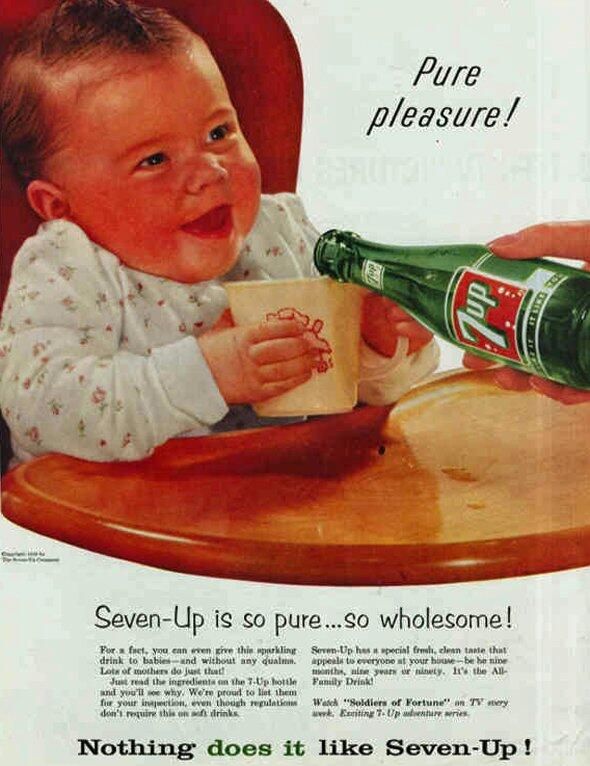 Pure
pleasure!
7up
7up
Seven-Up is so pure...so wholesome!
For a fact, you can even give this sparkling
drink to babies—and without any qualms.
Lots of mothers do just that!
Just read the ingredients on the 7-Up bottle
and you'll see why. We're proud to list them
for your inspection, even though regulations
don't require this on soft drinks.
Seven-Up has a special fresh, clean taste that
appeals to everyone at your house—be he nine
months, nine years or ninety. It's the All-
Family Drink!
Watch "Soldiers of Fortune" on TV every
week. Exciting 7-Up adventure series.
Nothing does it like Seven-Up!